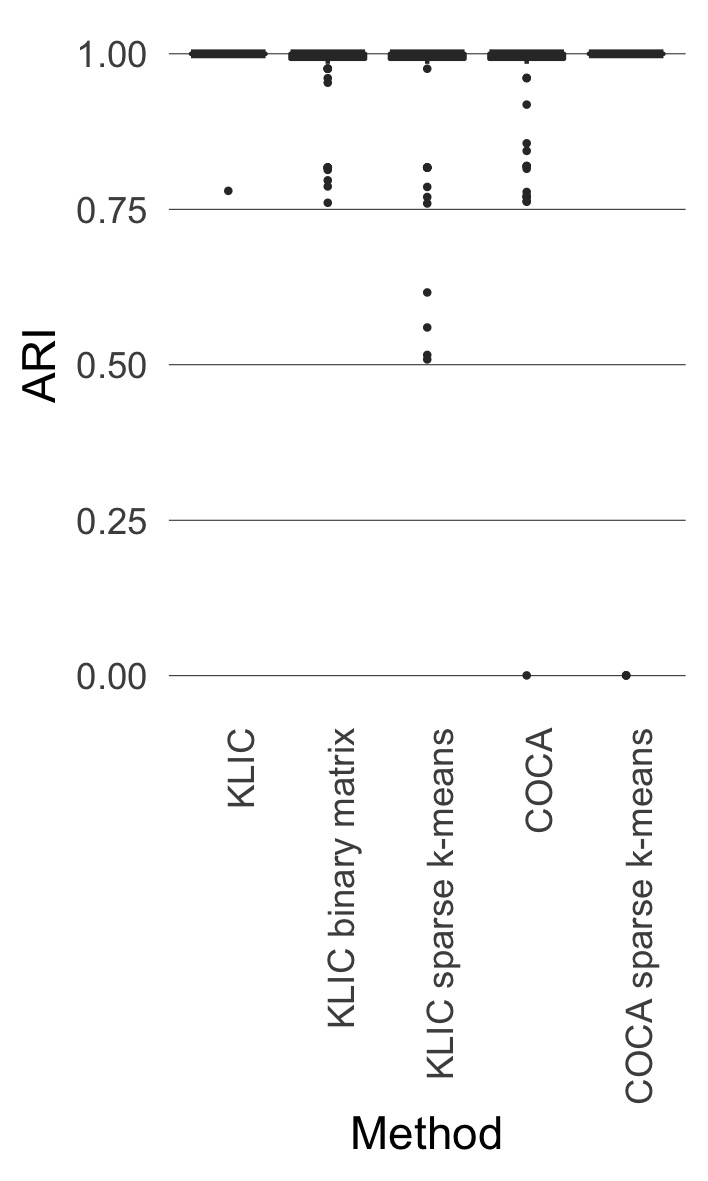 1.00
0.75
0.50
0.25
0.00
ARI
KLIC
KLIC binary matrix
KLIC sparse k-means
COCA
COCA sparse k-means
Method